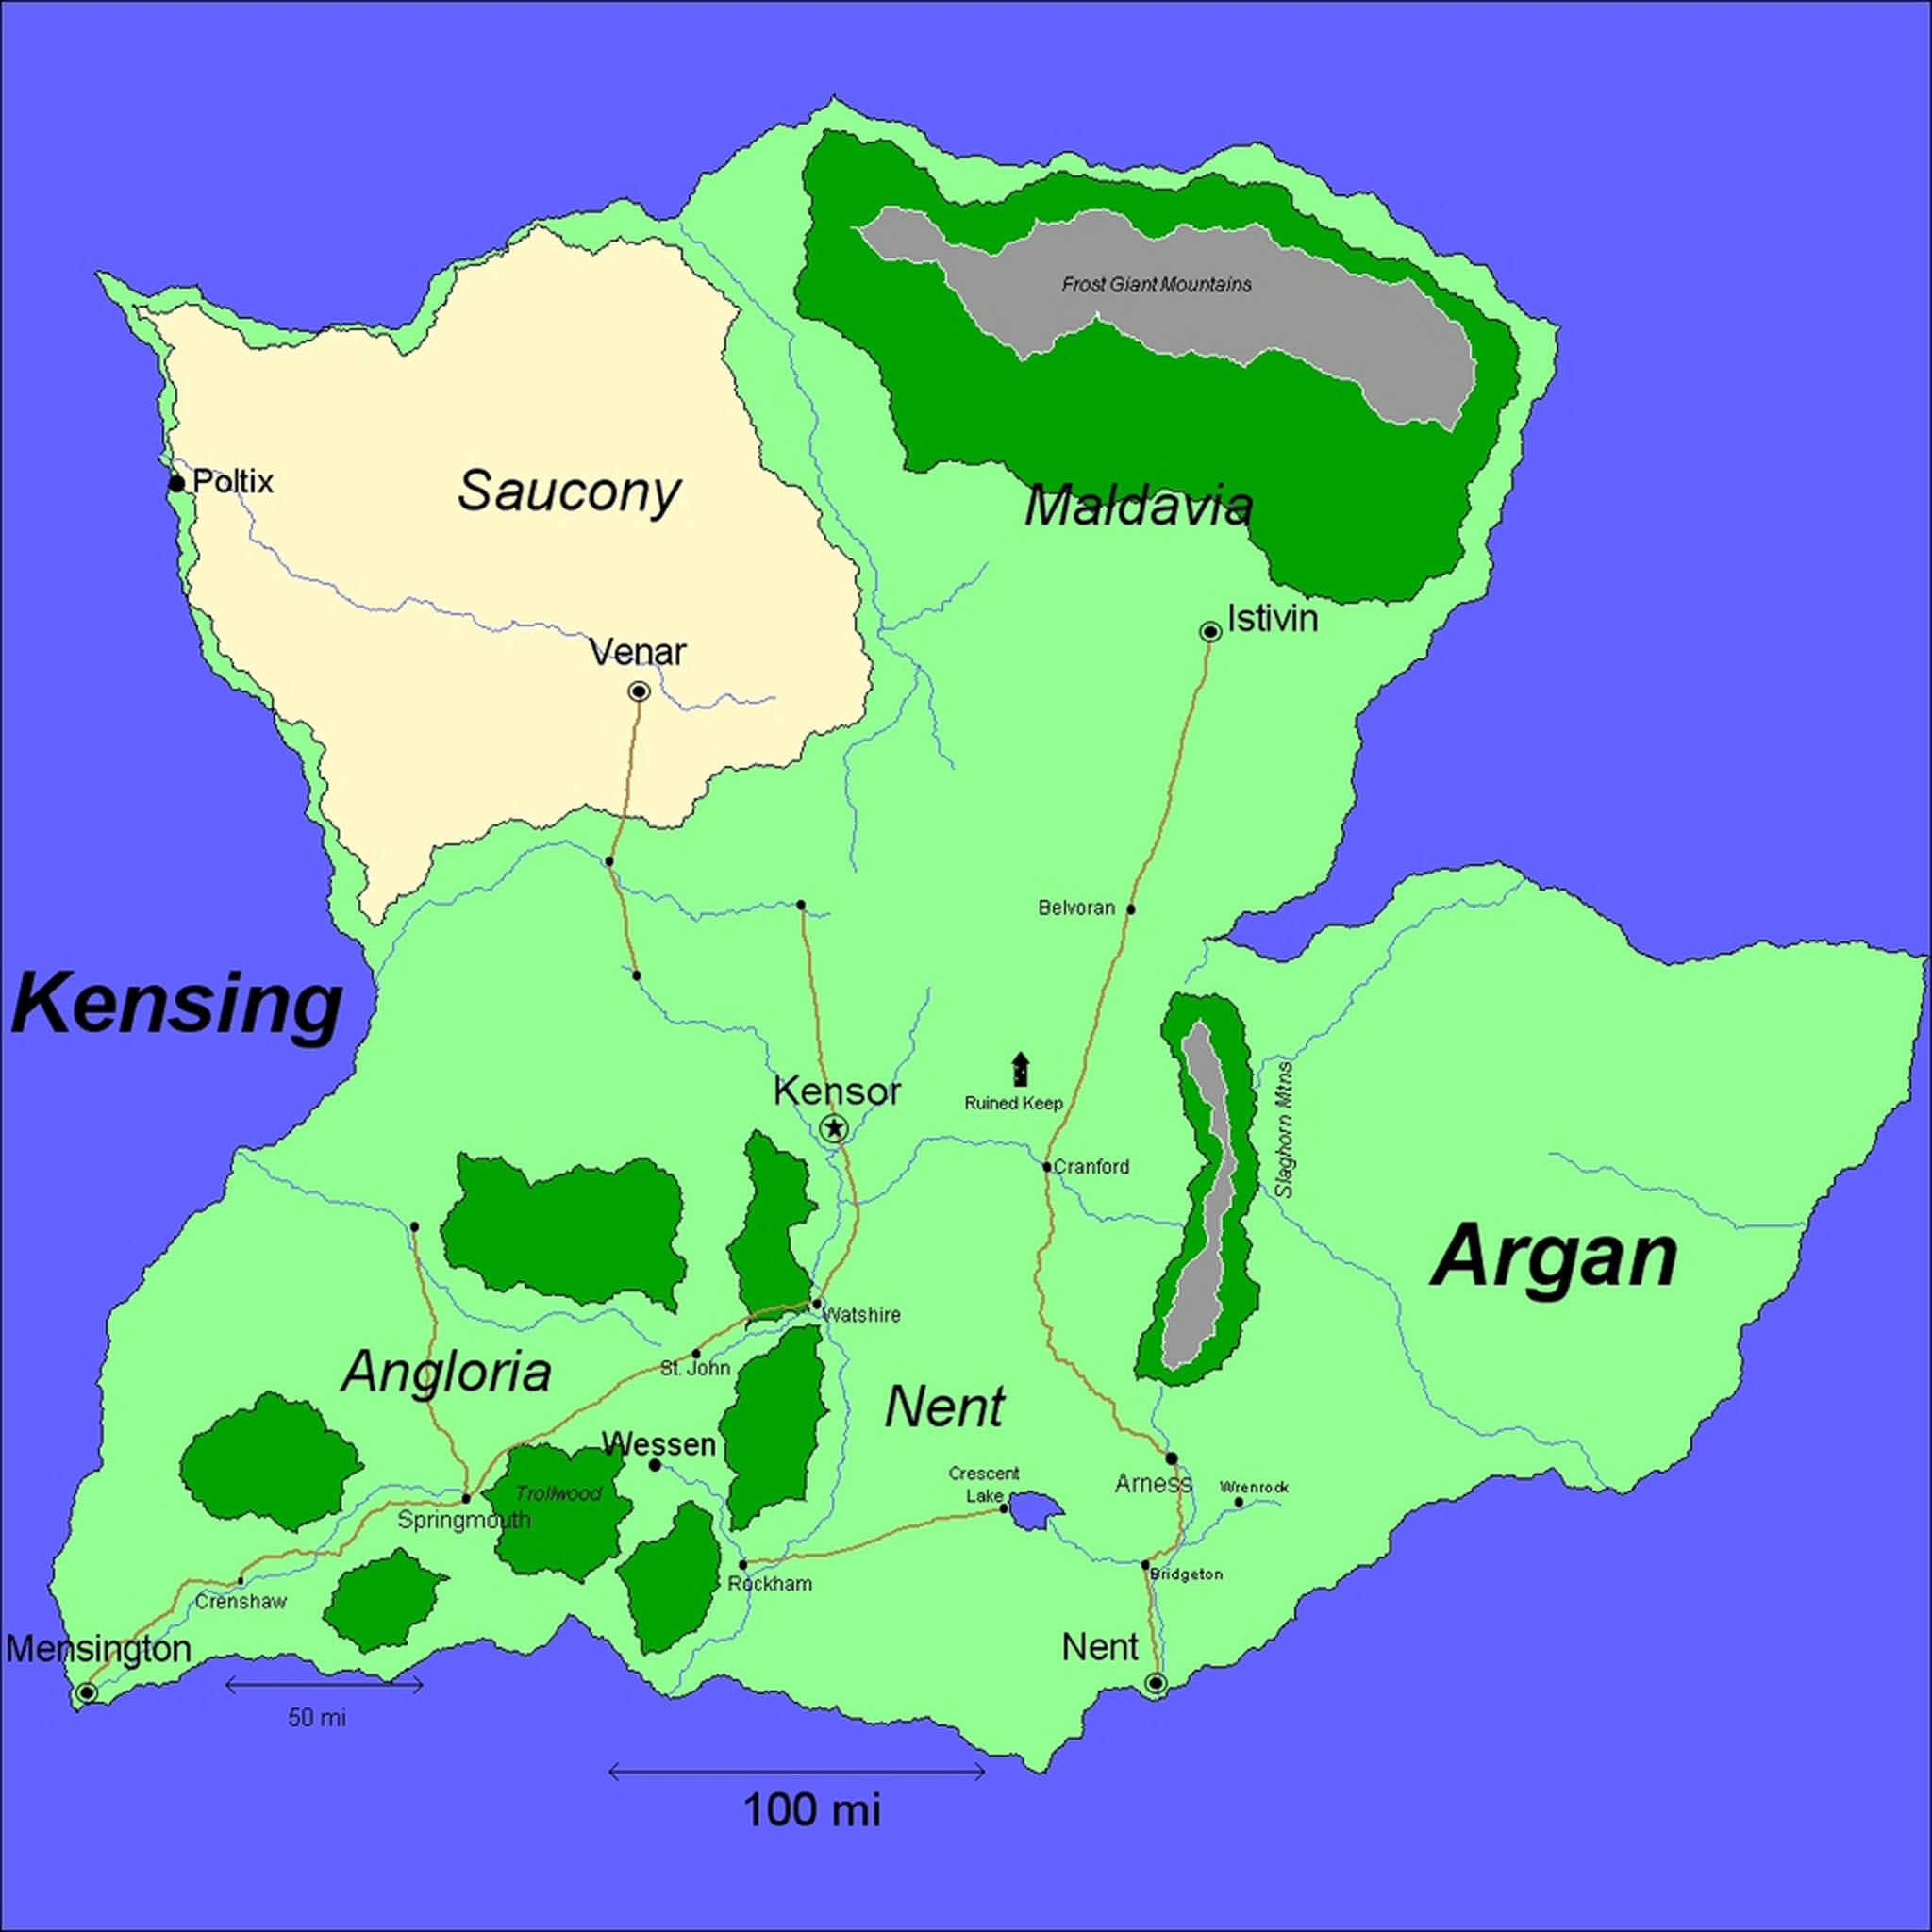 Frost Giant Mountains
Poltix
Saucony
Maldavia
Istivin
Venar
Belvoran
Kensing
Kensor
Ruined Keep
Slaghorn Mtns
Cranford
Argan
Watshire
Angloria
St. John
Nent
Wessen
Crescent
Lake
Arness
Wrenrock
Trollwood
Springmouth
Rockham
Bridgeton
Crenshaw
Mensington
Nent
50 mi
100 mi